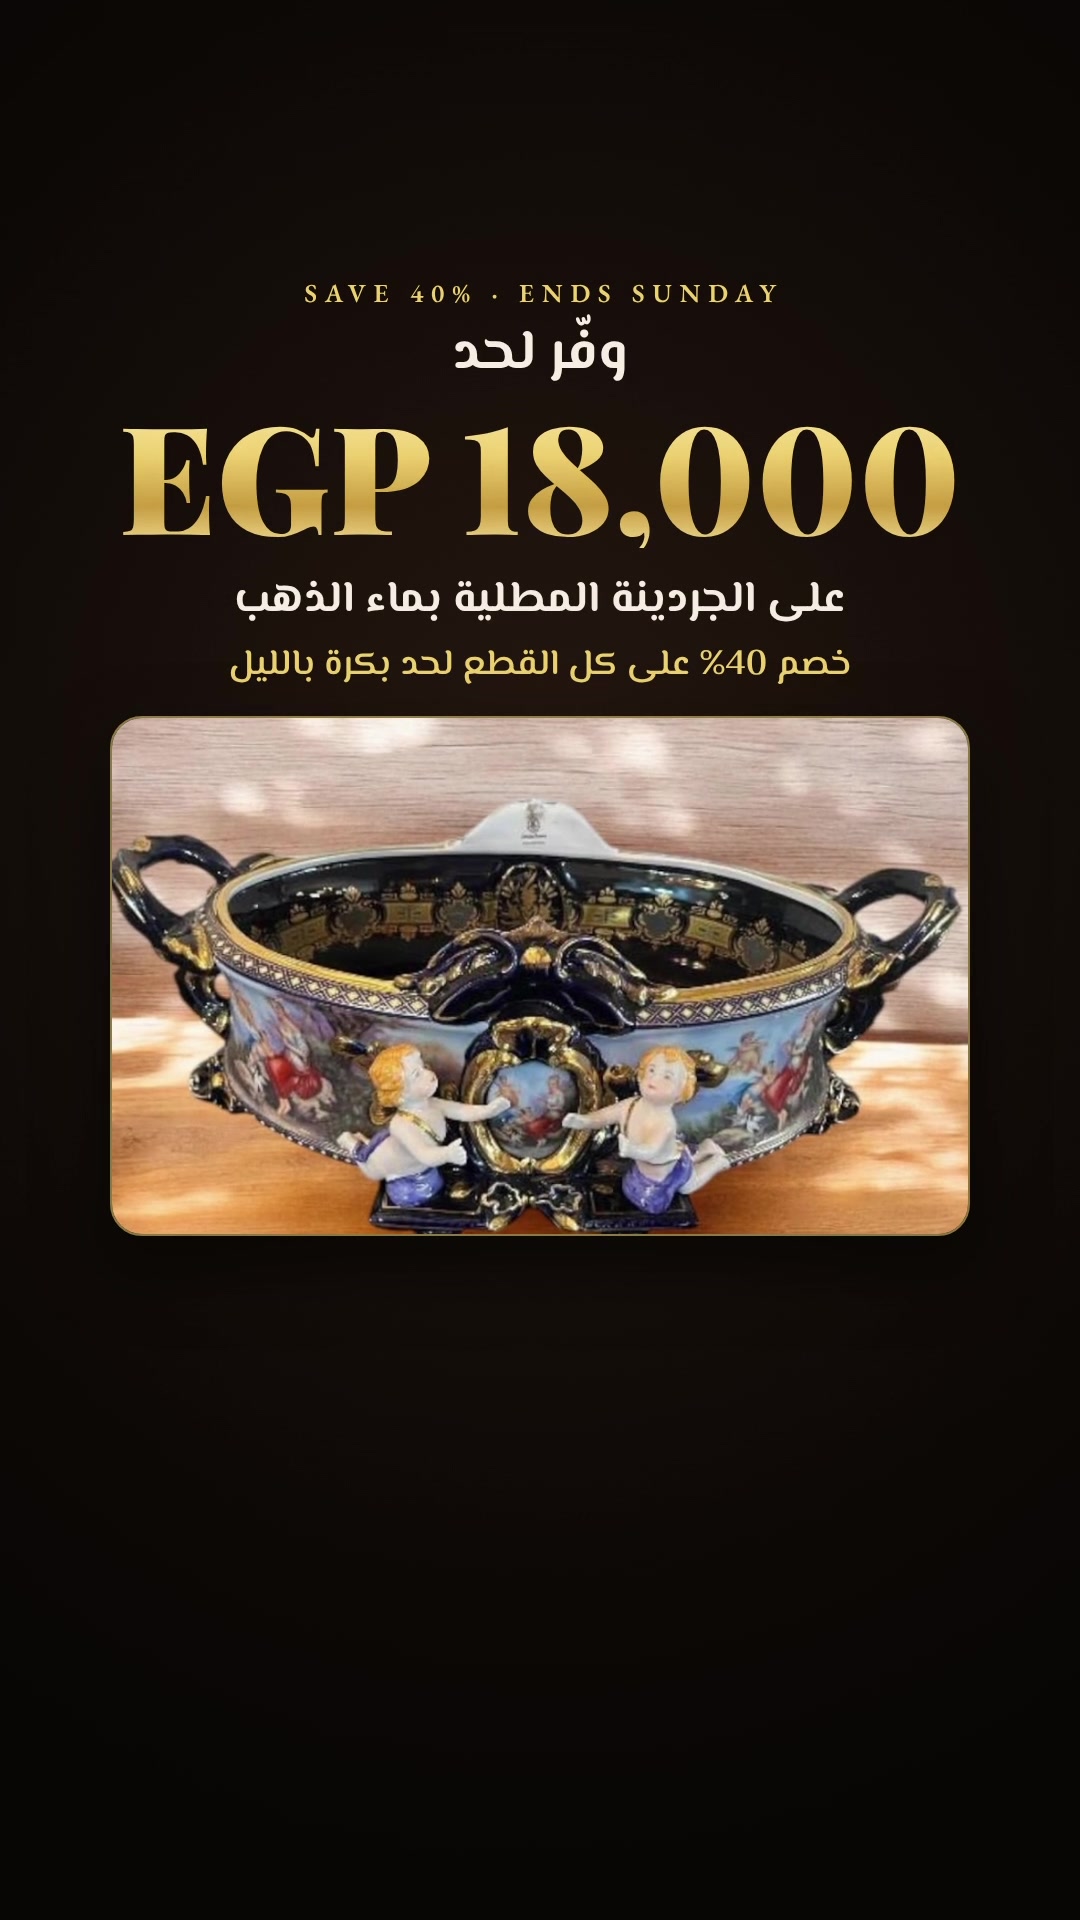 SAVE 40% · ENDS SUNDAY
وفّر لحد
EGP 18,000
على الجردينة المطلية بماء الذهب
خصم 40% على كل القطع لحد بكرة بالليل